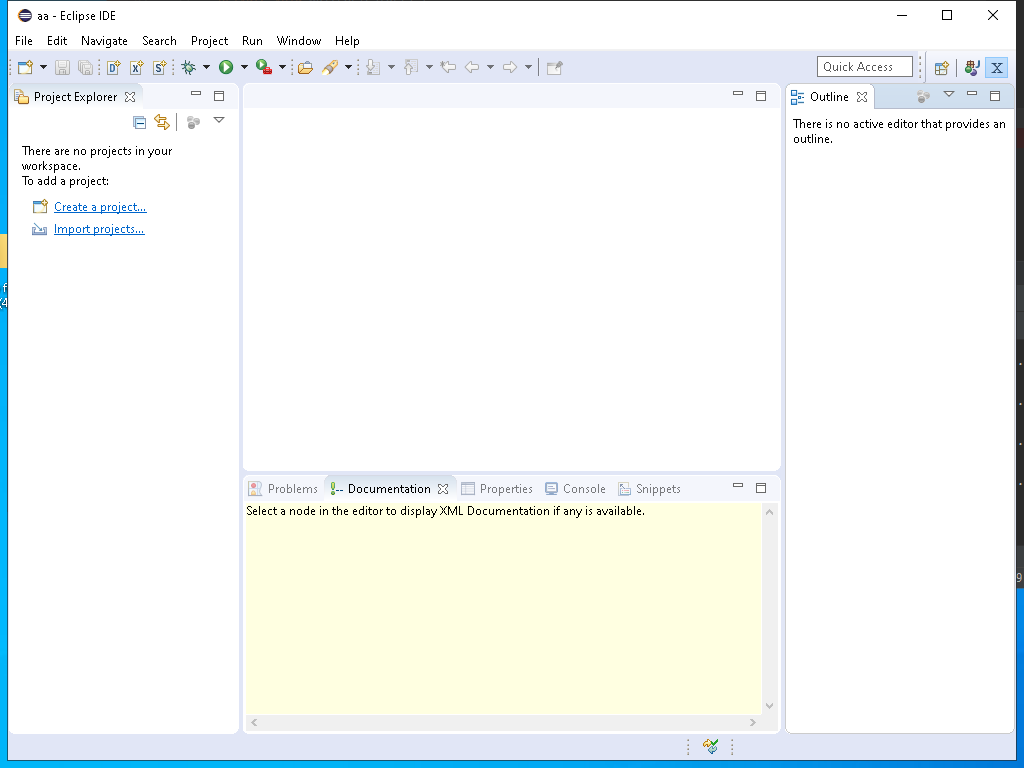 aa - Eclipse IDE
File Edit Navigate Search Project Run Window Help
Quick Access
Project Explorer
Outline
There is no active editor that provides an
outline.
There are no projects in your
workspace.
To add a project:
Create a project...
Import projects...
Problems Documentation Properties Console Snippets
Select a node in the editor to display XML Documentation if any is available.